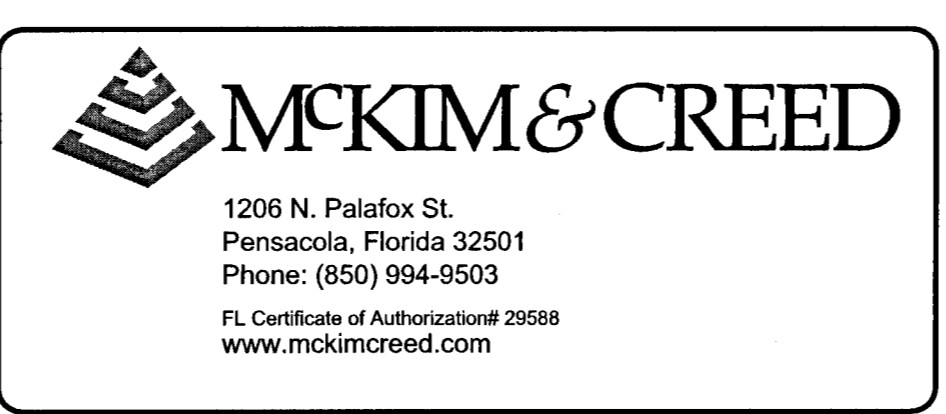 McKIM & CREED
1206 N. Palafox St.
Pensacola, Florida 32501
Phone: (850) 994-9503
FL Certificate of Authorization# 29588
www.mckimcreed.com